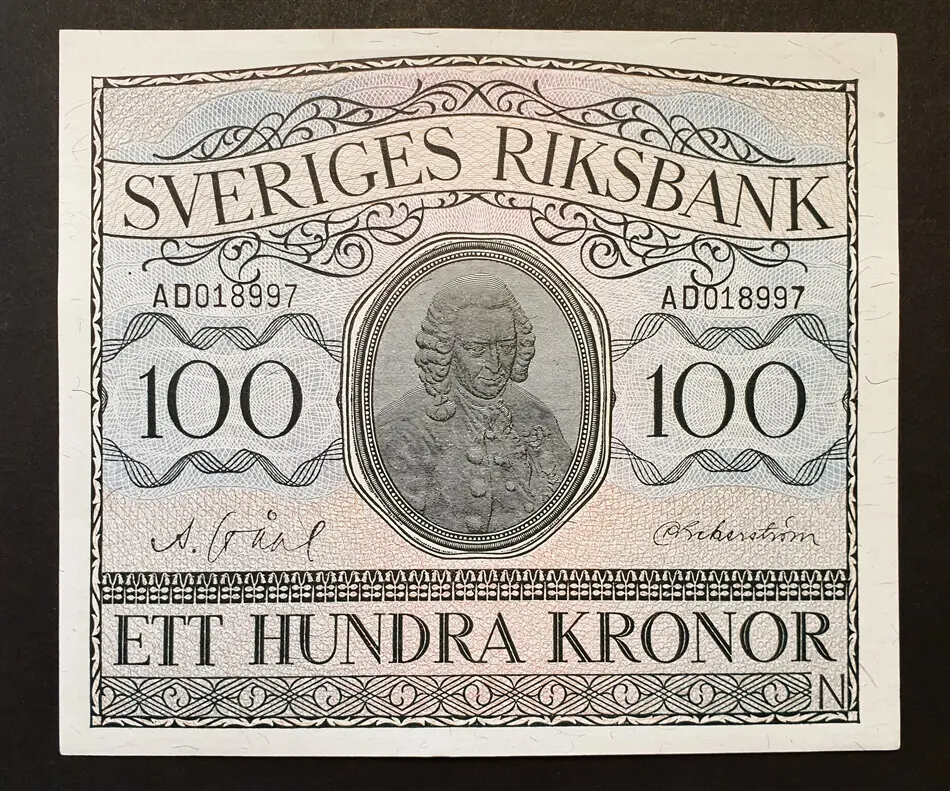 SVERIGES RIKSBANK
AD018997 AD018997
100 100
ETT HUNDRA KRONOR
N